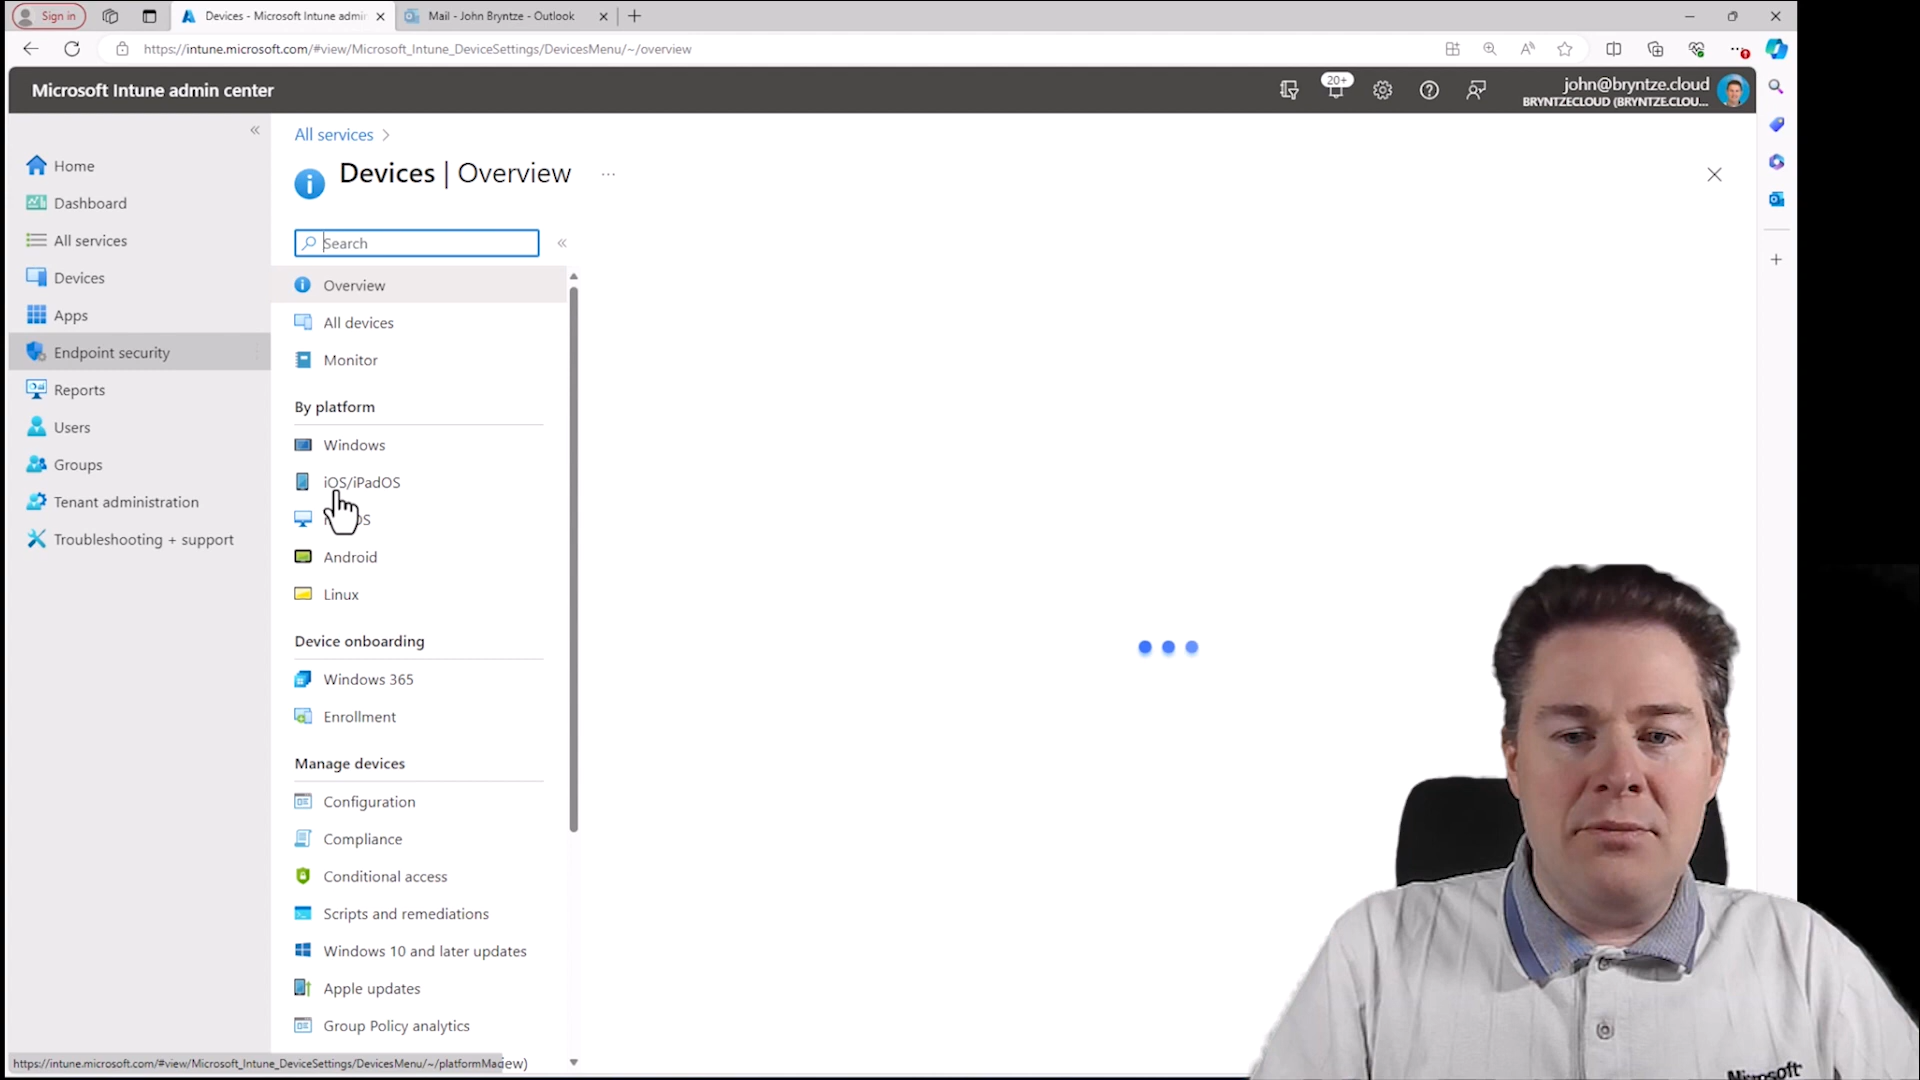 Sign in
Devices - Microsoft Intune admin
Mail - John Bryntze - Outlook
https://intune.microsoft.com/#view/Microsoft_Intune_DeviceSettings/DevicesMenu/~/overview
Microsoft Intune admin center
20+
john@bryntze.cloud
BRYNTZECLOUD (BRYNTZE.CLOU...
Home
Dashboard
All services
Devices
Apps
Endpoint security
Reports
Users
Groups
Tenant administration
Troubleshooting + support
All services >
Devices | Overview ...
Search
Overview
All devices
Monitor
By platform
Windows
iOS/iPadOS
Android
Linux
Device onboarding
Windows 365
Enrollment
Manage devices
Configuration
Compliance
Conditional access
Scripts and remediations
Windows 10 and later updates
Apple updates
Group Policy analytics
https://intune.microsoft.com/#view/Microsoft_Intune_DeviceSettings/DevicesMenu/~/platformMac
Microsoft